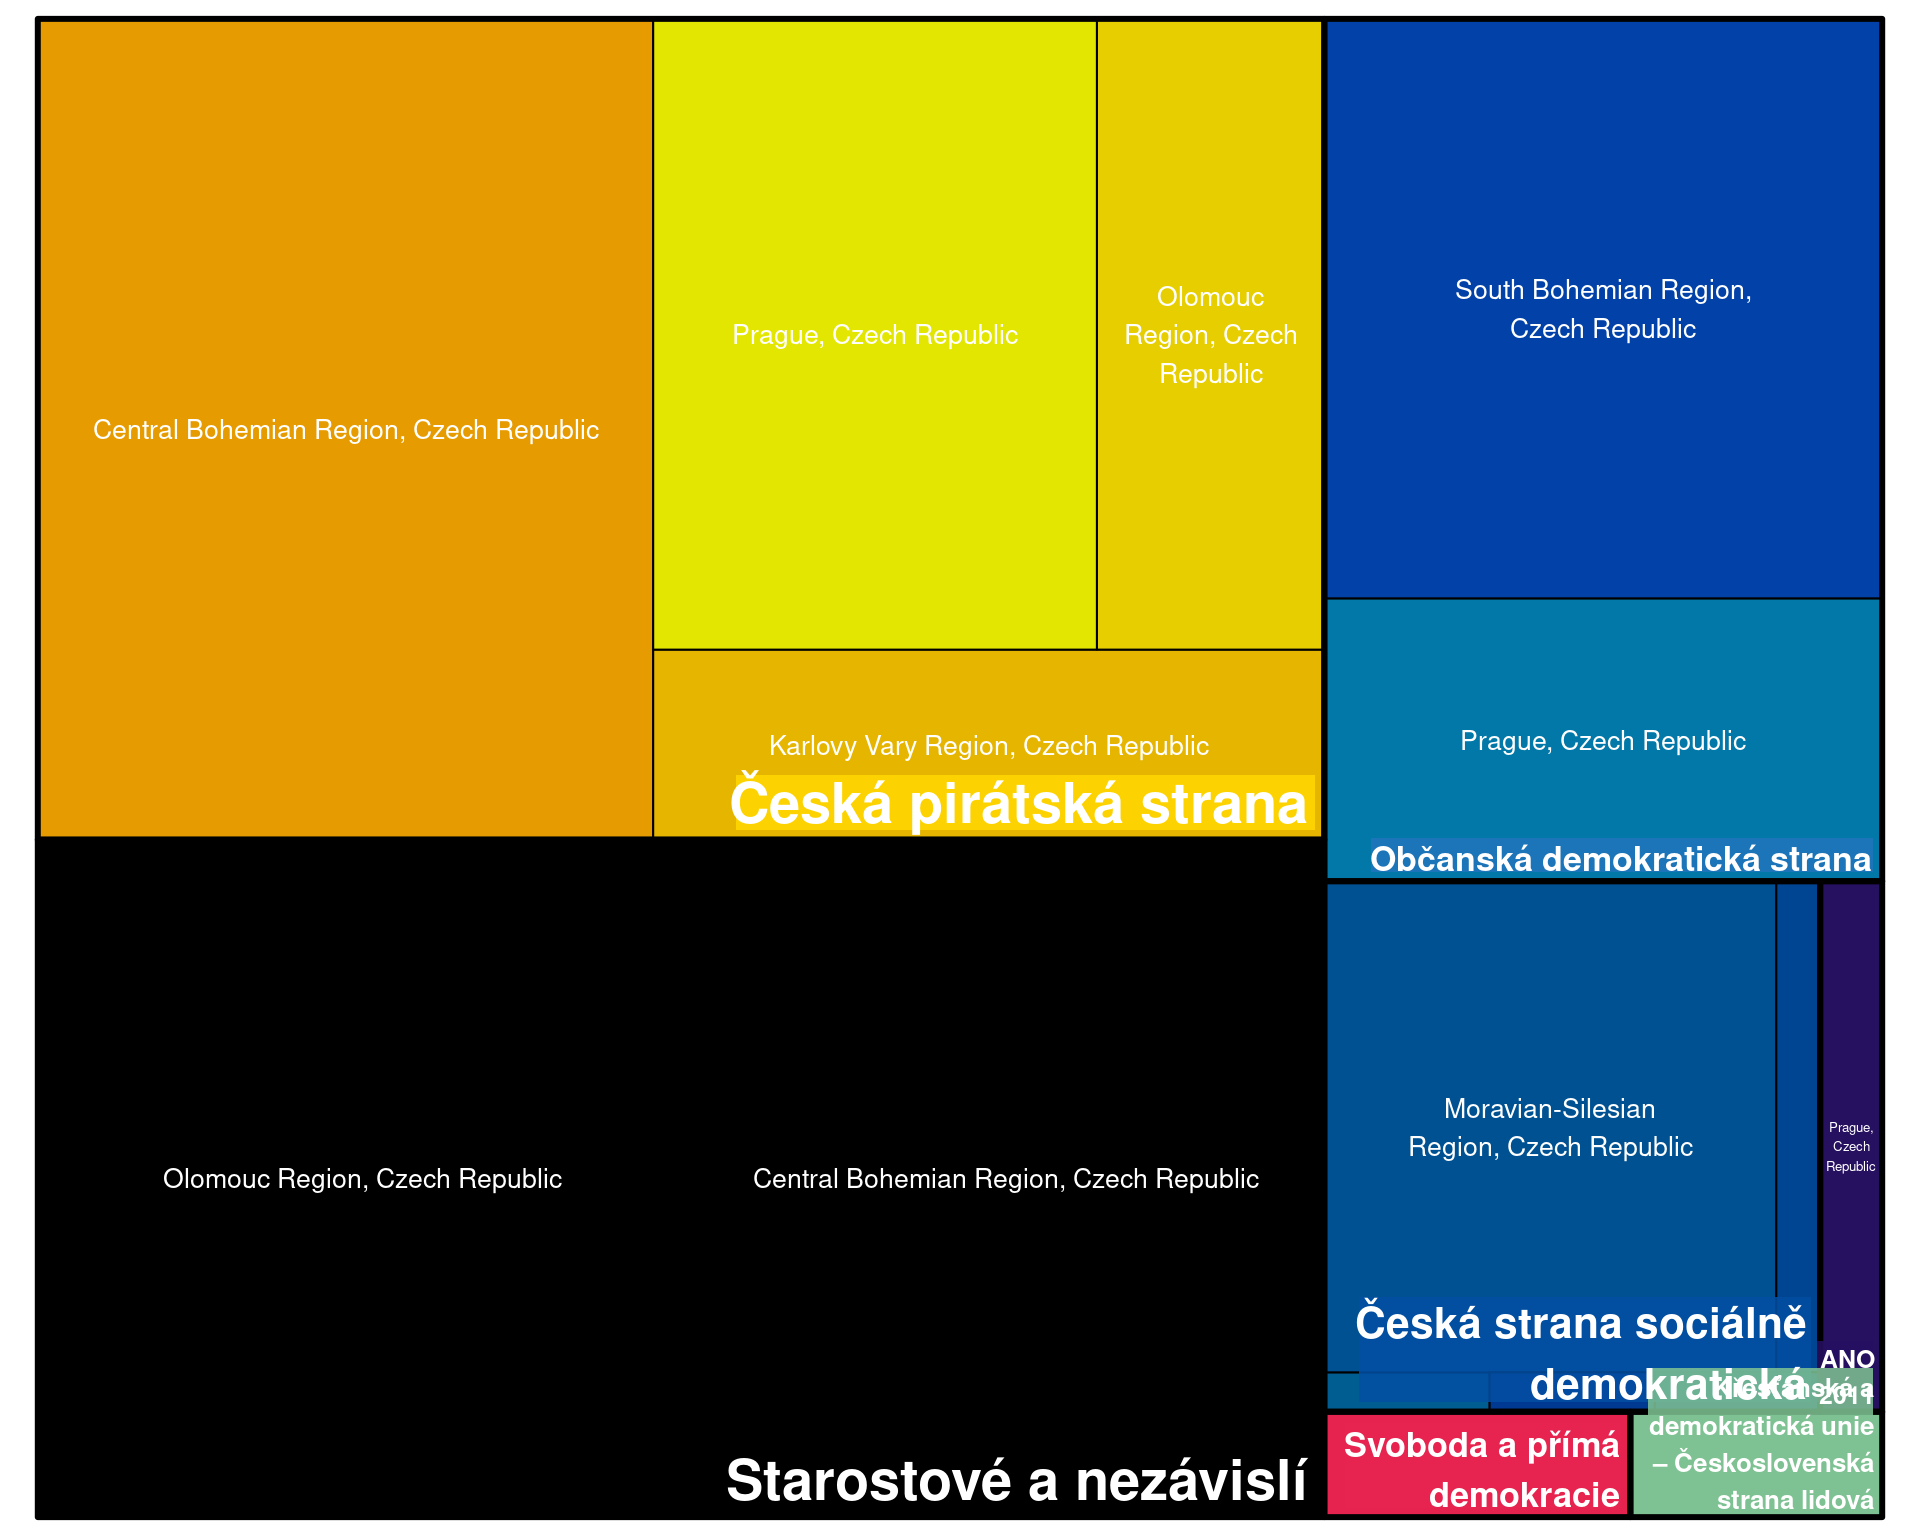 Central Bohemian Region, Czech Republic
Prague, Czech Republic
Olomouc
Region, Czech
Republic
Karlovy Vary Region, Czech Republic
Česká pirátská strana
South Bohemian Region,
Czech Republic
Prague, Czech Republic
Občanská demokratická strana
Olomouc Region, Czech Republic
Central Bohemian Region, Czech Republic
Starostové a nezávislí
Moravian-Silesian
Region, Czech Republic
Česká strana sociálně
demokratická
Prague,
Czech
Republic
ANO
2011
Svoboda a přímá
demokracie
Křesťanská a
demokratická unie
– Československá
strana lidová